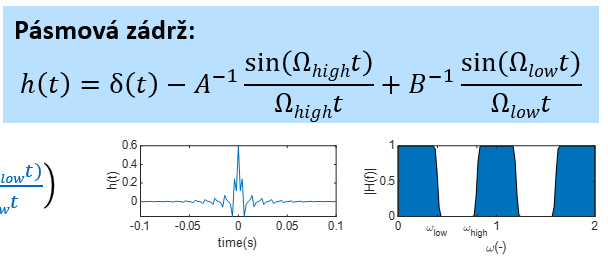 Pásmová zádrž:
h(t) = δ(t) − A⁻¹ sin(Ω_high t) / Ω_high t + B⁻¹ sin(Ω_low t) / Ω_low t
low t)
w t
)
0.6
0.4
0.2
0
h(t)
-0.1 -0.05 0 0.05 0.1
time(s)
1
0.5
0
|H(f)|
0 1 2
ω_low ω_high
ω(-)